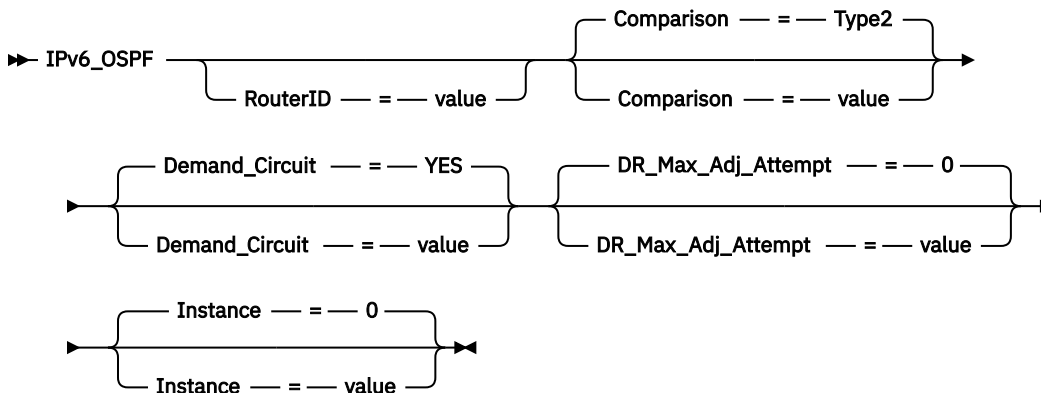 Comparison = Type2
IPv6_OSPF
RouterID = value Comparison = value
Demand_Circuit = YES DR_Max_Adj_Attempt = 0
Demand_Circuit = value DR_Max_Adj_Attempt = value
Instance = 0
Instance = value